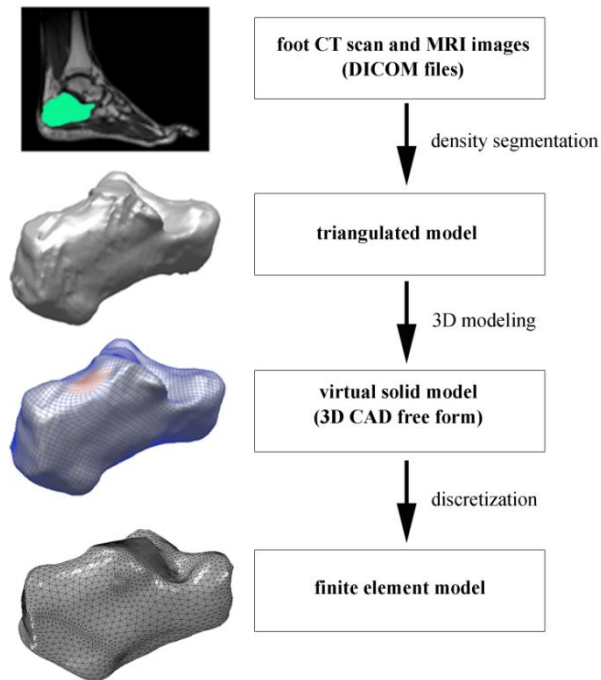 foot CT scan and MRI images
(DICOM files)
density segmentation
triangulated model
3D modeling
virtual solid model
(3D CAD free form)
discretization
finite element model